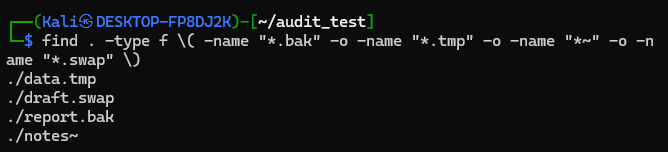 ┌──(Kali㉿DESKTOP-FP8DJ2K)-[~/audit_test]
└─$ find . -type f \( -name "*.bak" -o -name "*.tmp" -o -name "*~" -o -n
ame "*.swap" \)
./data.tmp
./draft.swap
./report.bak
./notes~